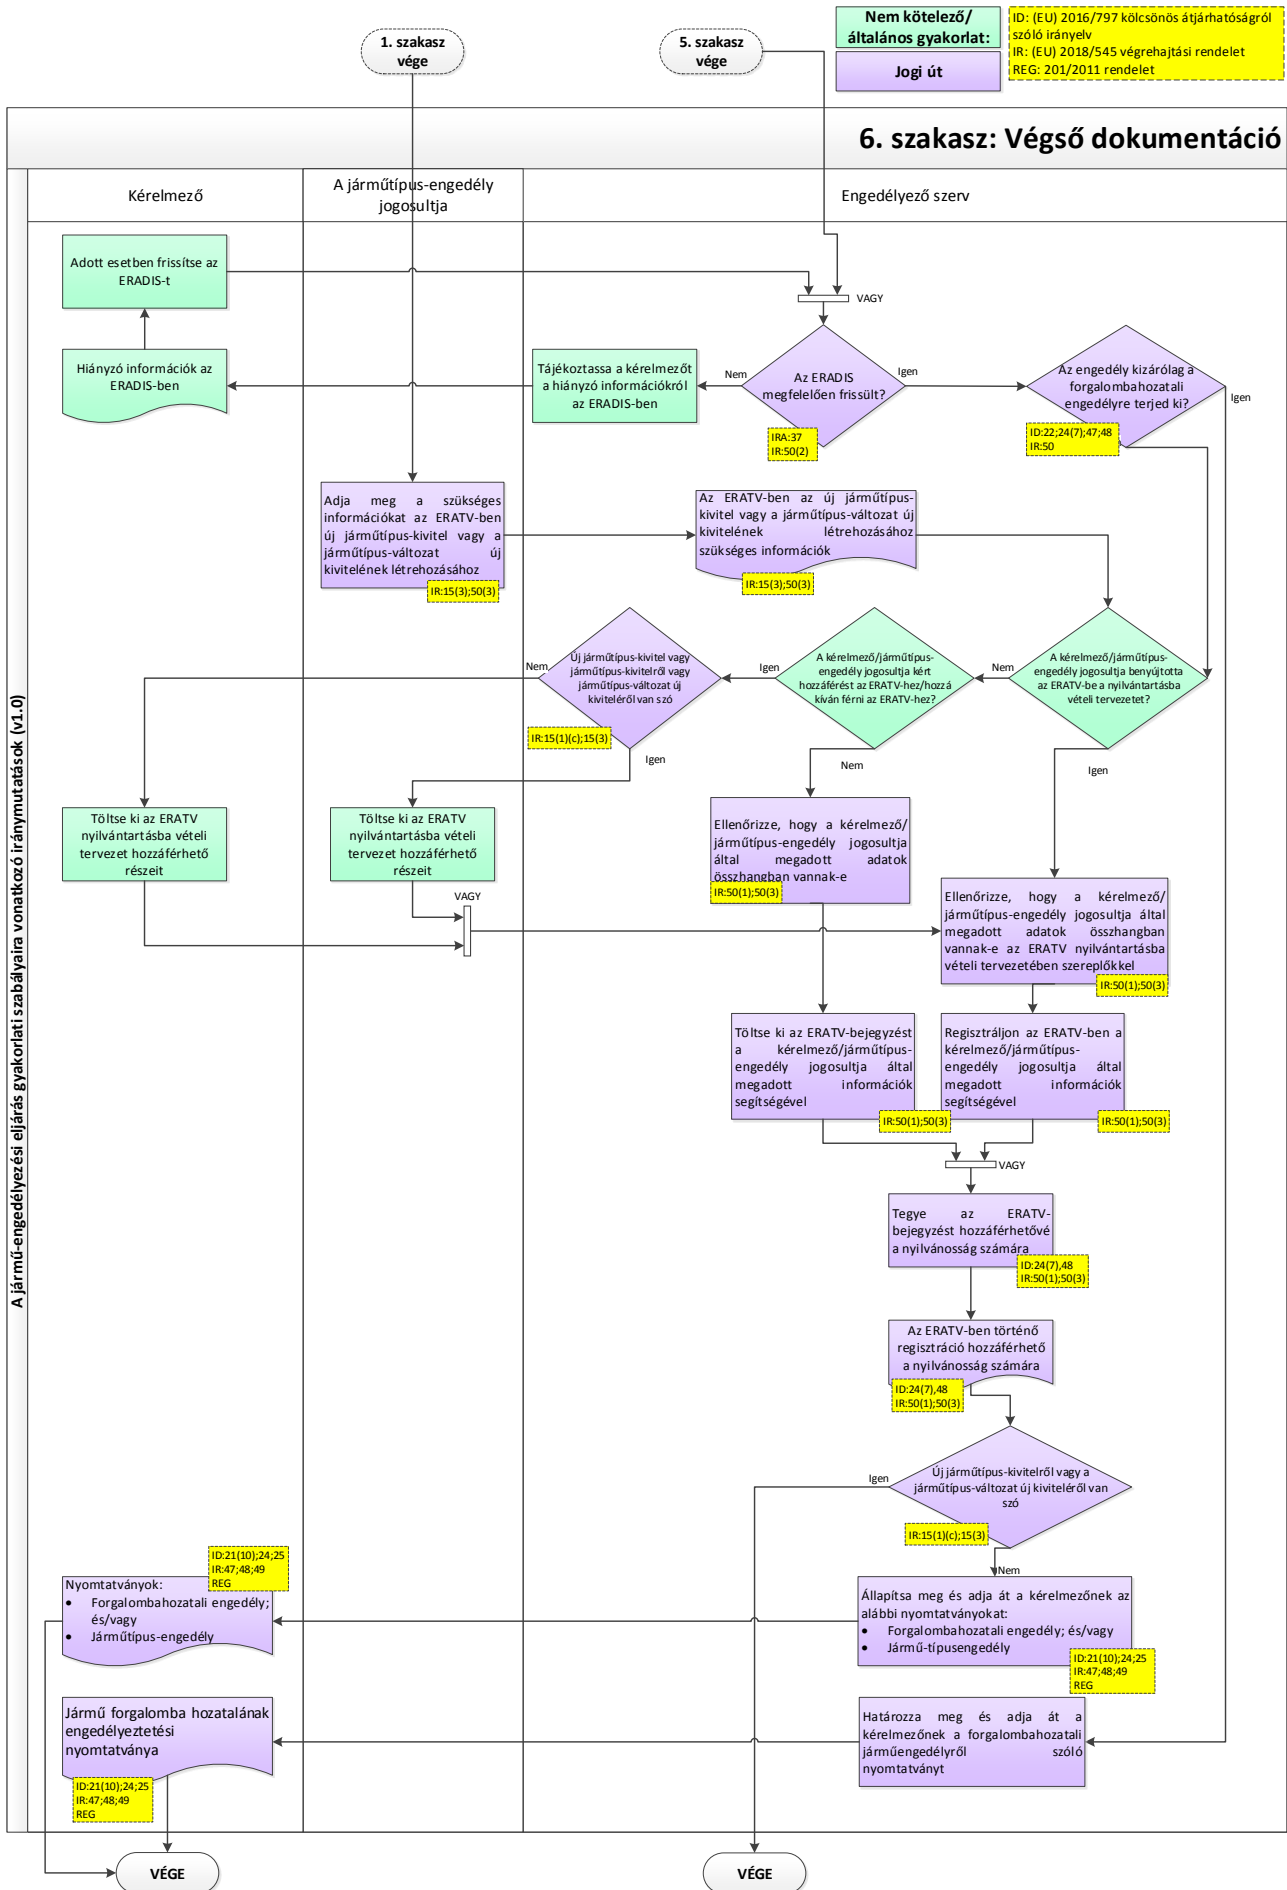 Nem kötelező/
általános gyakorlat:
Jogi út
ID: (EU) 2016/797 kölcsönös átjárhatóságról
szóló irányelv
IR: (EU) 2018/545 végrehajtási rendelet
REG: 201/2011 rendelet
1. szakasz
vége
5. szakasz
vége
6. szakasz: Végső dokumentáció
A jármű-engedélyezési eljárás gyakorlati szabályaira vonatkozó iránymutatások (v1.0)
Kérelmező
A járműtípus-engedély
jogosultja
Engedélyező szerv
Adott esetben frissítse az
ERADIS-t
VAGY
Hiányzó információk az
ERADIS-ben
Tájékoztassa a kérelmezőt
a hiányzó információkról
az ERADIS-ben
Nem
Az ERADIS
megfelelően frissült?
Igen
IRA:37
IR:50(2)
Az engedély kizárólag a
forgalombahozatali
engedélyre terjed ki?
Igen
ID:22;24(7);47;48
IR:50
Adja meg a szükséges
információkat az ERATV-ben
új járműtípus-kivitel vagy a
járműtípus-változat új
kivitelének létrehozásához
IR:15(3);50(3)
Az ERATV-ben az új járműtípus-
kivitel vagy a járműtípus-változat új
kivitelének létrehozásához
szükséges információk
IR:15(3);50(3)
Nem
Új járműtípus-kivitel vagy
járműtípus-kivitelről vagy
járműtípus-változat új
kiviteléről van szó
IR:15(1)(c);15(3)
Igen
Igen
A kérelmező/járműtípus-
engedély jogosultja kért
hozzáférést az ERATV-hez/hozzá
kíván férni az ERATV-hez?
Nem
Nem
A kérelmező/járműtípus-
engedély jogosultja benyújtotta
az ERATV-be a nyilvántartásba
vételi tervezetet?
Igen
Töltse ki az ERATV
nyilvántartásba vételi
tervezet hozzáférhető
részeit
Töltse ki az ERATV
nyilvántartásba vételi
tervezet hozzáférhető
részeit
VAGY
Ellenőrizze, hogy a kérelmező/
járműtípus-engedély jogosultja
által megadott adatok
összhangban vannak-e
IR:50(1);50(3)
Ellenőrizze, hogy a kérelmező/
járműtípus-engedély jogosultja által
megadott adatok összhangban
vannak-e az ERATV nyilvántartásba
vételi tervezetében szereplőkkel
IR:50(1);50(3)
Töltse ki az ERATV-bejegyzést
a kérelmező/járműtípus-
engedély jogosultja által
megadott információk
segítségével
IR:50(1);50(3)
Regisztráljon az ERATV-ben a
kérelmező/járműtípus-
engedély jogosultja által
megadott információk
segítségével
IR:50(1);50(3)
VAGY
Tegye az ERATV-
bejegyzést hozzáférhetővé
a nyilvánosság számára
ID:24(7),48
IR:50(1);50(3)
Az ERATV-ben történő
regisztráció hozzáférhető
a nyilvánosság számára
ID:24(7),48
IR:50(1);50(3)
Igen
Új járműtípus-kivitelről vagy a
járműtípus-változat új kiviteléről van
szó
IR:15(1)(c);15(3)
Nem
ID:21(10);24;25
IR:47;48;49
REG
Nyomtatványok:
• Forgalombahozatali engedély;
és/vagy
• Járműtípus-engedély
Állapítsa meg és adja át a kérelmezőnek az
alábbi nyomtatványokat:
• Forgalombahozatali engedély; és/vagy
• Jármű-típusengedély
ID:21(10);24;25
IR:47;48;49
REG
Jármű forgalomba hozatalának
engedélyeztetési
nyomtatványa
ID:21(10);24;25
IR:47;48;49
REG
Határozza meg és adja át a
kérelmezőnek a forgalombahozatali
járműengedélyről szóló
nyomtatványt
VÉGE
VÉGE